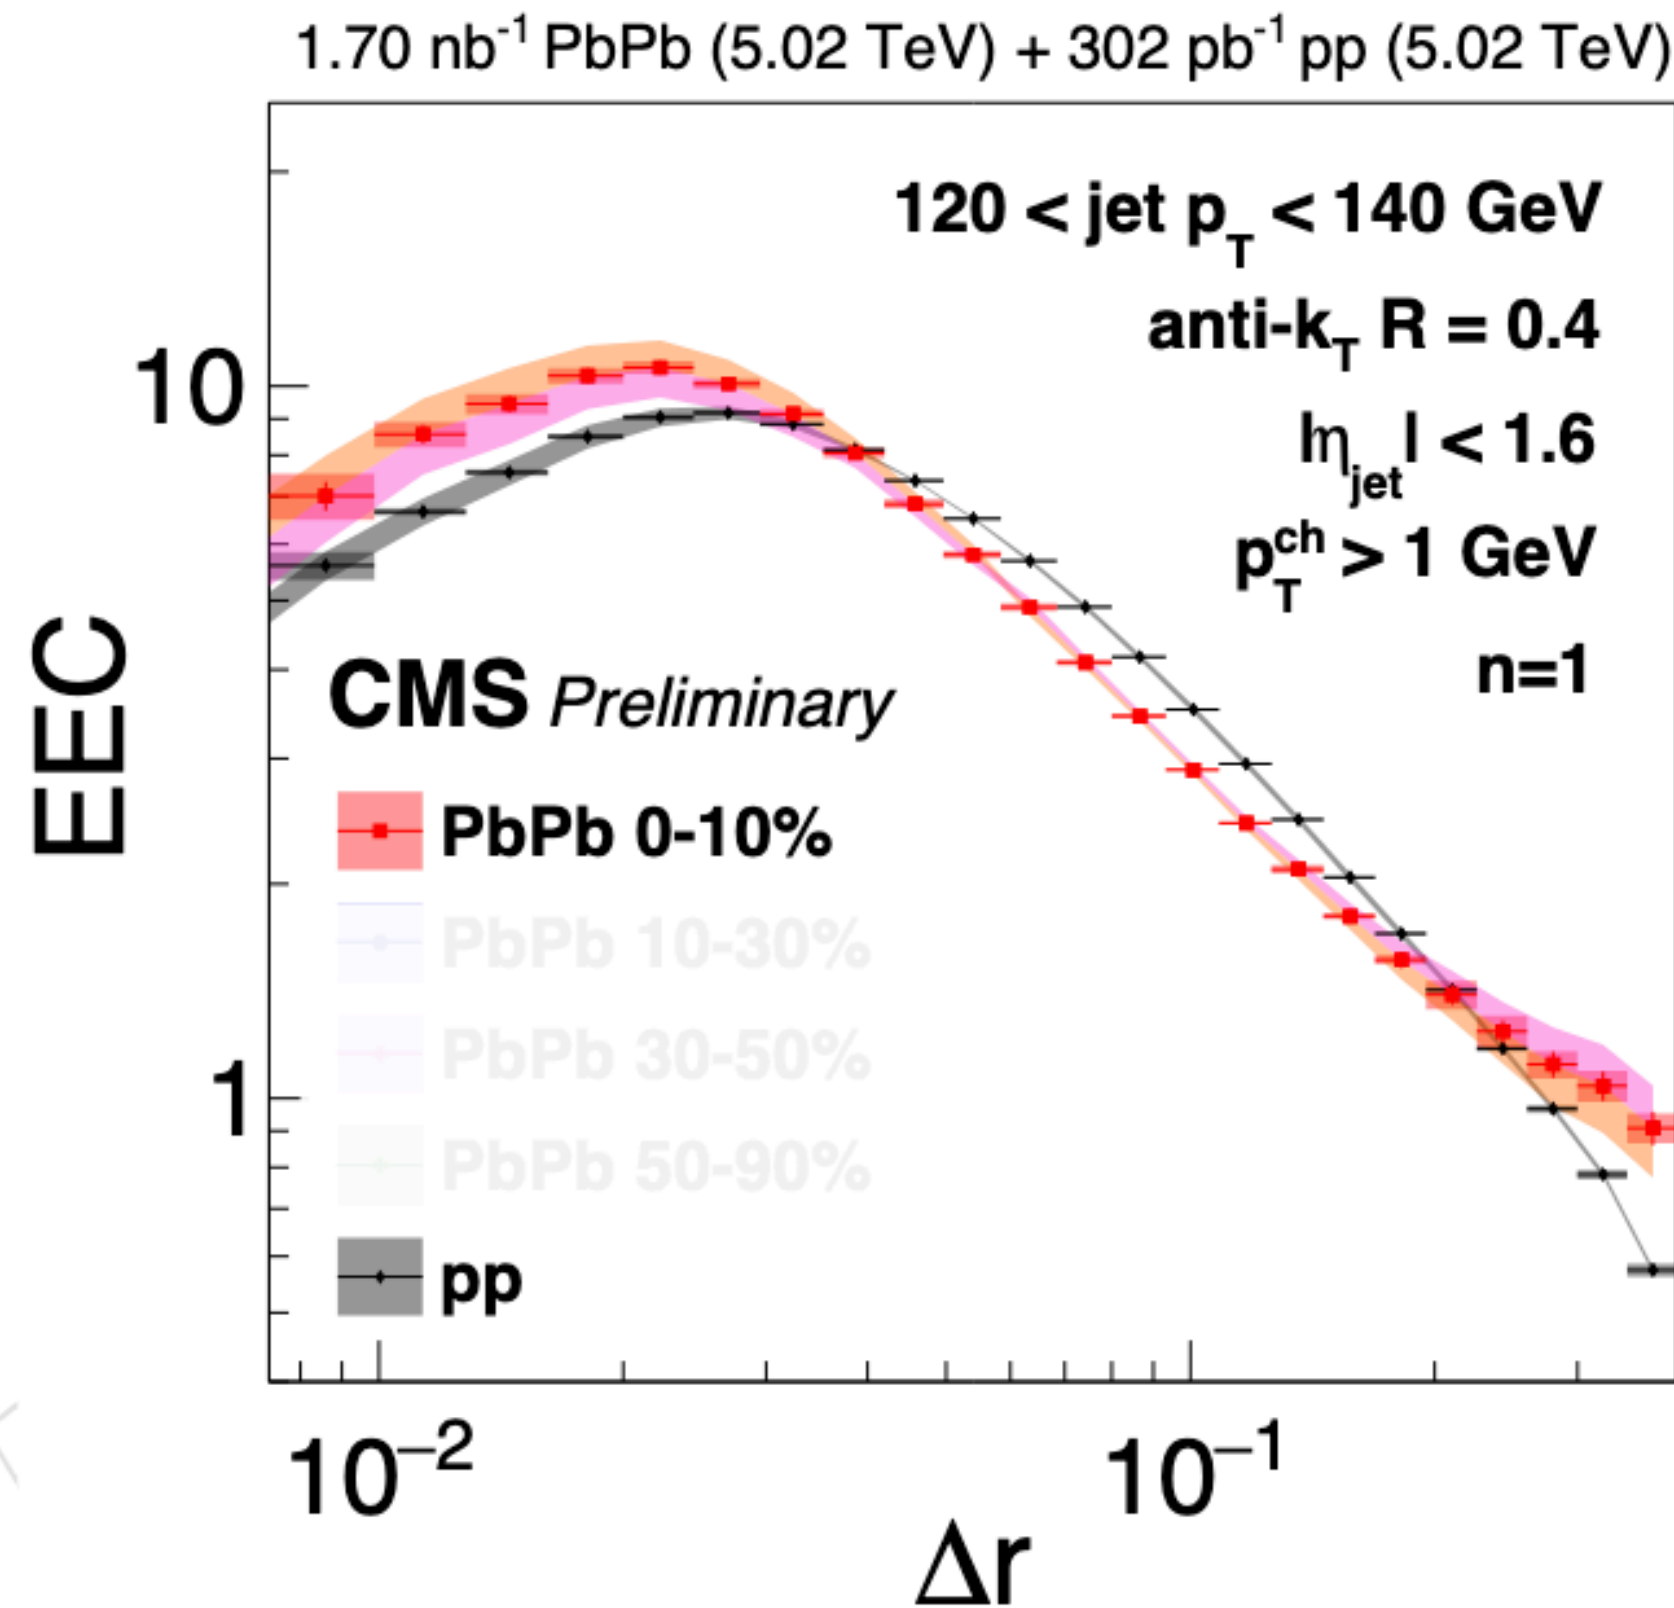 1.70 nb⁻¹ PbPb (5.02 TeV) + 302 pb⁻¹ pp (5.02 TeV)
120 < jet p_T < 140 GeV
anti-k_T R = 0.4
|η_jet| < 1.6
p_T^ch > 1 GeV
n=1
10
1
EEC
CMS Preliminary
PbPb 0-10%
PbPb 10-30%
PbPb 30-50%
PbPb 50-90%
pp
10⁻² 10⁻¹
Δr